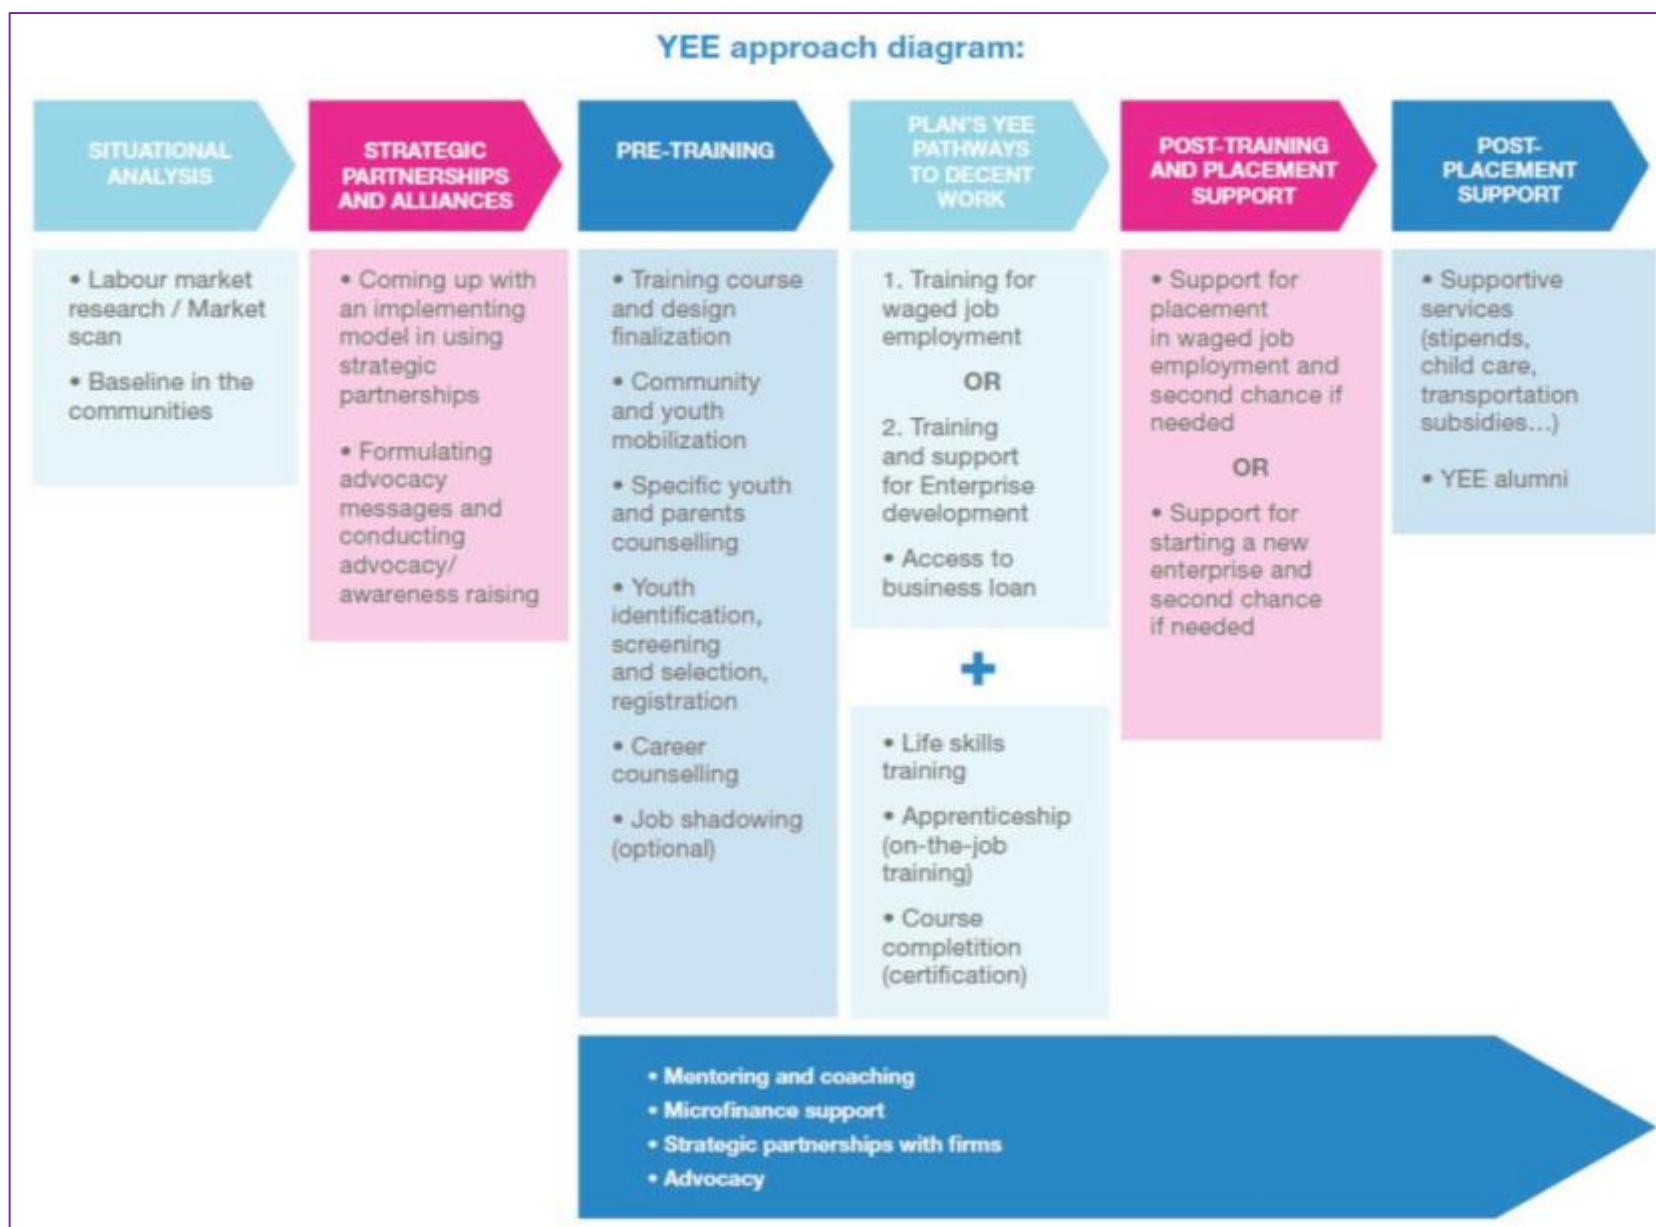 YEE approach diagram:
SITUATIONAL
ANALYSIS
STRATEGIC
PARTNERSHIPS
AND ALLIANCES
PRE-TRAINING
PLAN'S YEE
PATHWAYS
TO DECENT
WORK
POST-TRAINING
AND PLACEMENT
SUPPORT
POST-
PLACEMENT
SUPPORT
• Labour market
research / Market
scan
• Baseline in the
communities
• Coming up with
an implementing
model in using
strategic
partnerships
• Formulating
advocacy
messages and
conducting
advocacy/
awareness raising
• Training course
and design
finalization
• Community
and youth
mobilization
• Specific youth
and parents
counselling
• Youth
identification,
screening
and selection,
registration
• Career
counselling
• Job shadowing
(optional)
1. Training for
waged job
employment
OR
2. Training
and support
for Enterprise
development
• Access to
business loan
+
• Life skills
training
• Apprenticeship
(on-the-job
training)
• Course
completition
(certification)
• Support for
placement
in waged job
employment and
second chance if
needed
OR
• Support for
starting a new
enterprise and
second chance
if needed
• Supportive
services
(stipends,
child care,
transportation
subsidies...)
• YEE alumni
• Mentoring and coaching
• Microfinance support
• Strategic partnerships with firms
• Advocacy